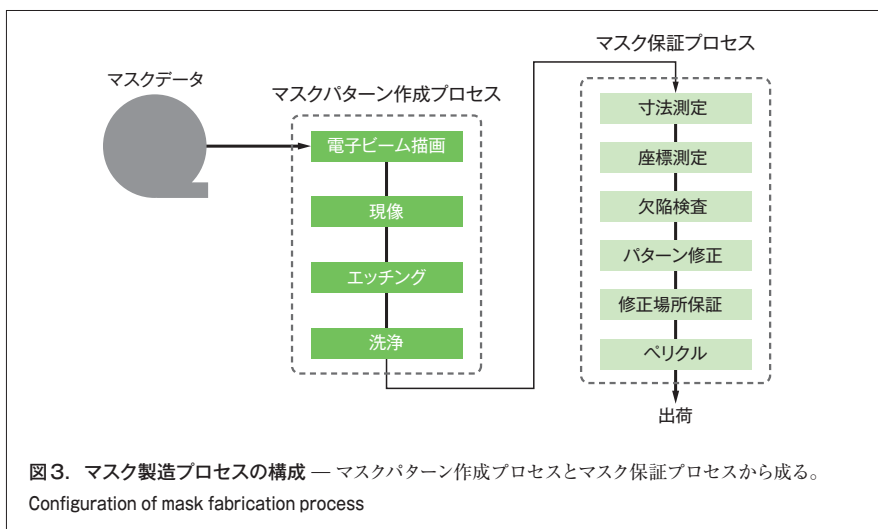 マスクデータ
マスクパターン作成プロセス
電子ビーム描画
現像
エッチング
洗浄
マスク保証プロセス
寸法測定
座標測定
欠陥検査
パターン修正
修正場所保証
ペリクル
出荷
図3. マスク製造プロセスの構成 — マスクパターン作成プロセスとマスク保証プロセスから成る。
Configuration of mask fabrication process